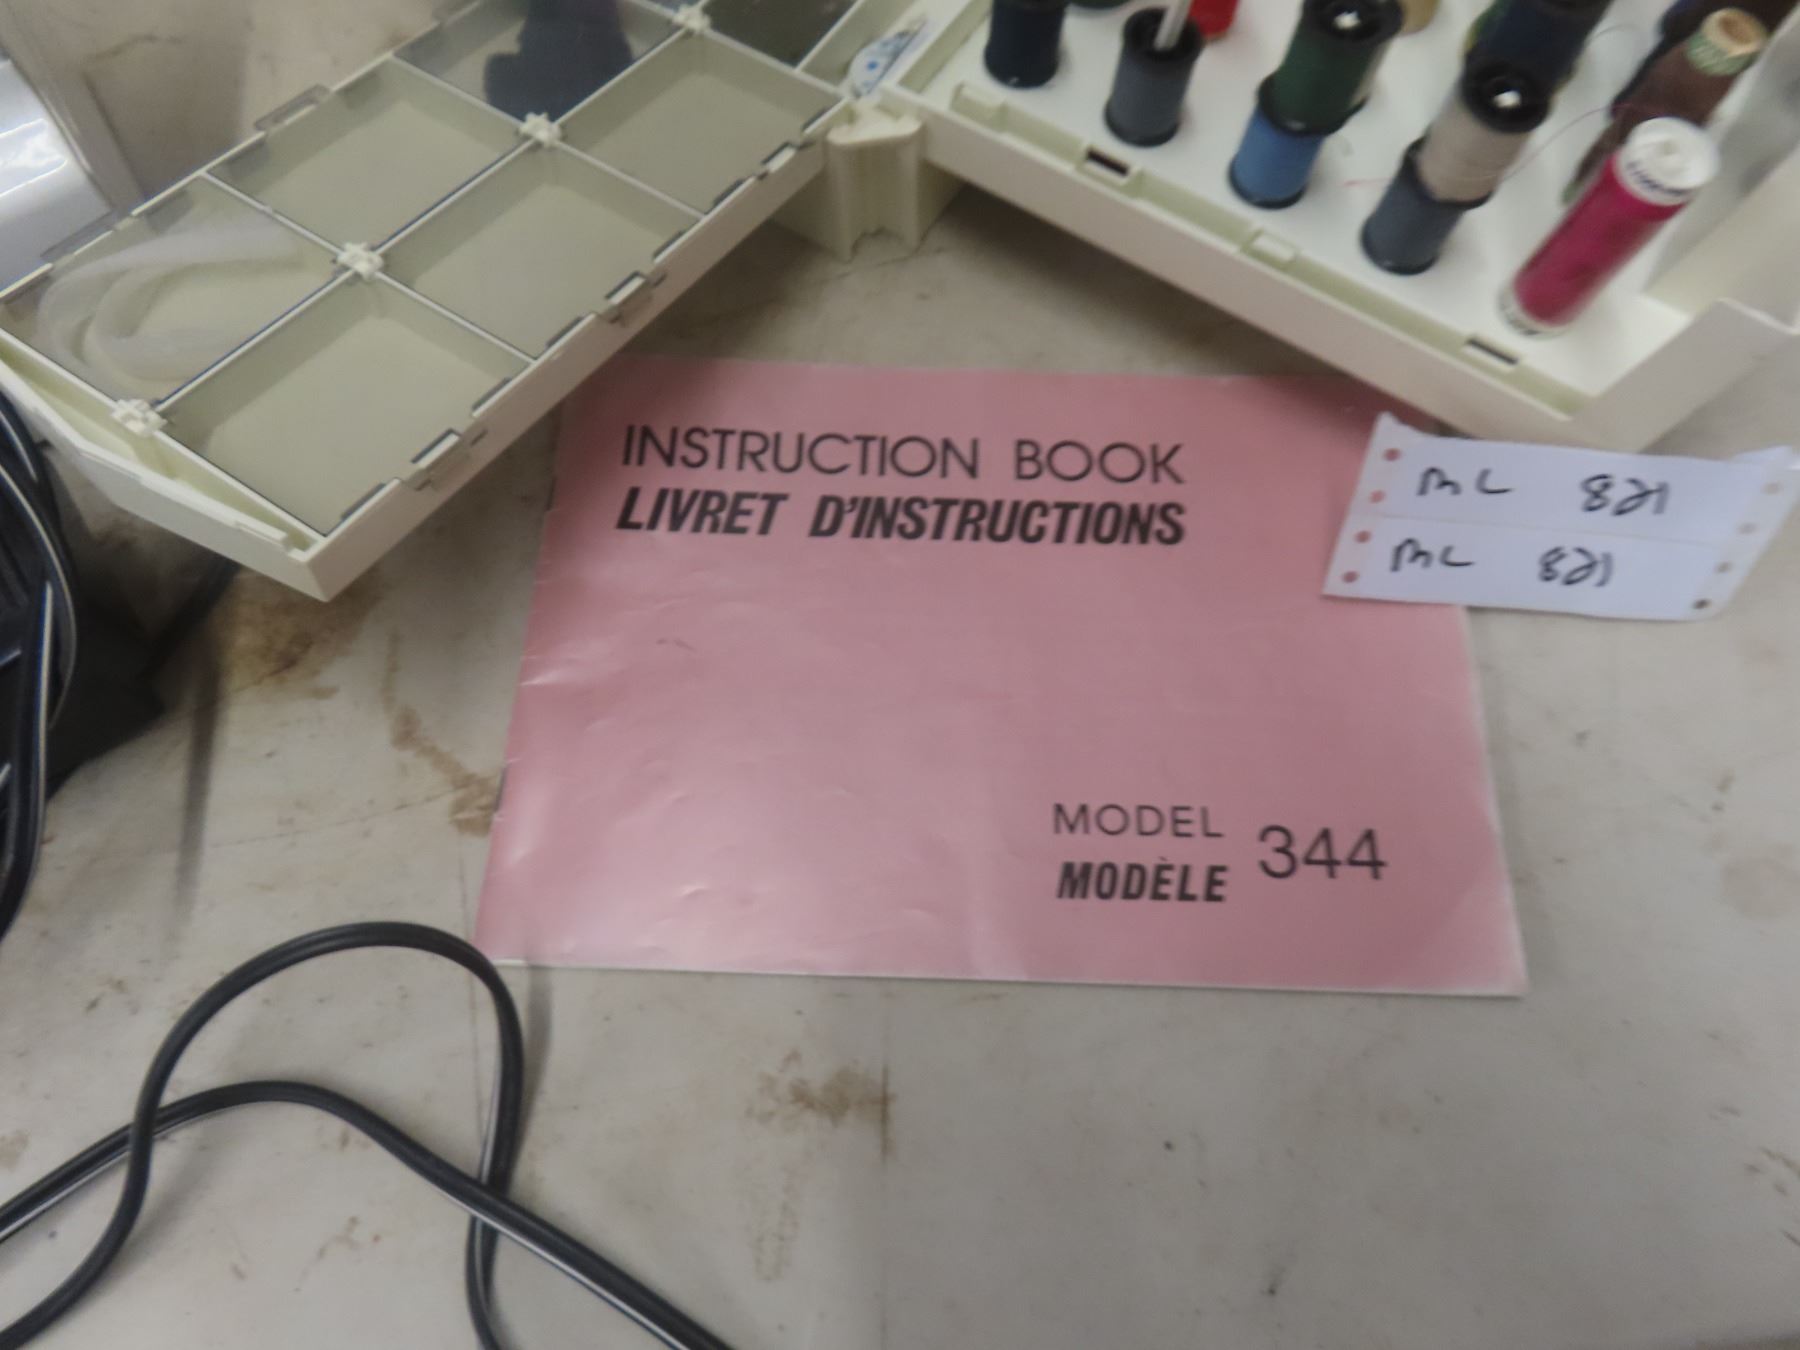 INSTRUCTION BOOK
LIVRET D'INSTRUCTIONS
ML 821
ML 821
MODEL
MODÈLE 344